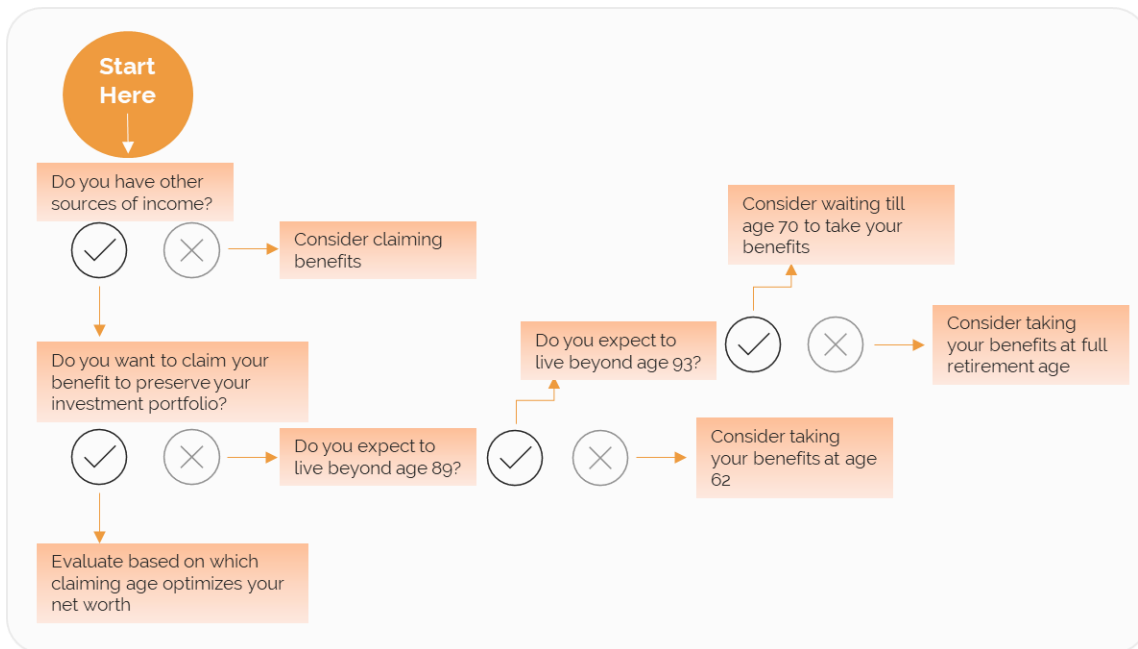 Start
Here
Do you have other
sources of income?
Consider claiming
benefits
Do you want to claim your
benefit to preserve your
investment portfolio?
Do you expect to
live beyond age 89?
Evaluate based on which
claiming age optimizes your
net worth
Do you expect to
live beyond age 93?
Consider taking
your benefits at age
62
Consider waiting till
age 70 to take your
benefits
Consider taking
your benefits at full
retirement age